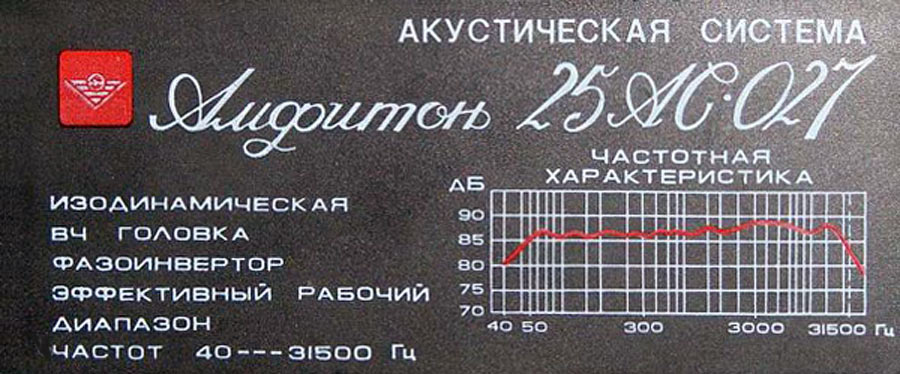 АКУСТИЧЕСКАЯ СИСТЕМА
Амфитон 25АС-027
ЧАСТОТНАЯ
ХАРАКТЕРИСТИКА
ИЗОДИНАМИЧЕСКАЯ
ВЧ ГОЛОВКА
ФАЗОИНВЕРТОР
ЭФФЕКТИВНЫЙ РАБОЧИЙ
ДИАПАЗОН
ЧАСТОТ 40---31500 Гц
дБ
90
85
80
75
70
40 50 300 3000 31500 Гц